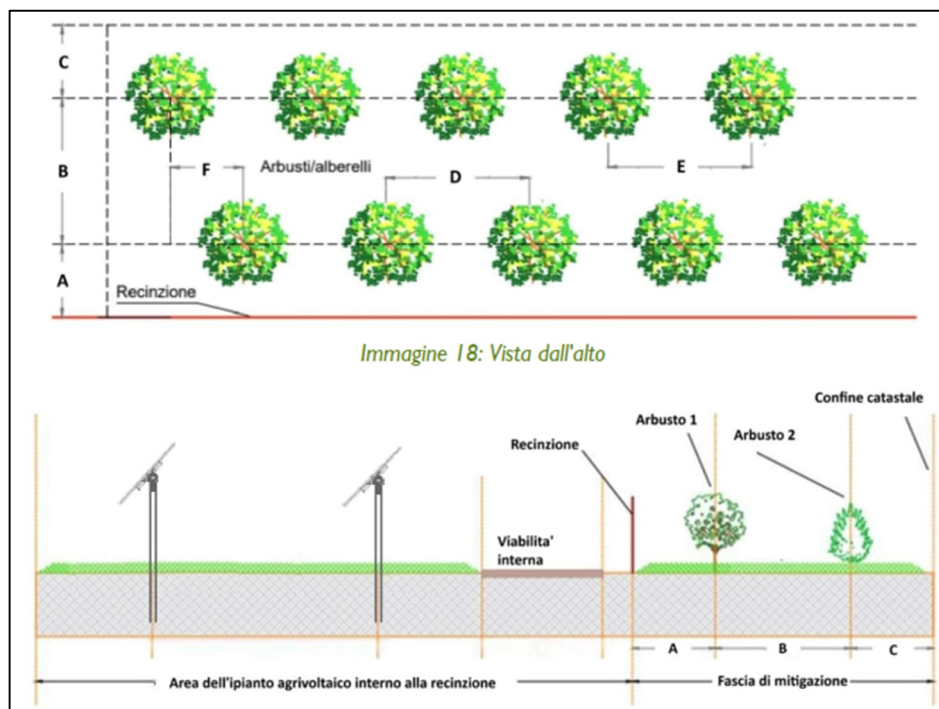 C
B
F
Arbusti/alberelli
D
E
A
Recinzione
Immagine 18: Vista dall'alto
Confine catastale
Arbusto 1
Arbusto 2
Recinzione
Viabilita'
interna
A
B
C
Area dell'ipianto agrivoltaico interno alla recinzione
Fascia di mitigazione